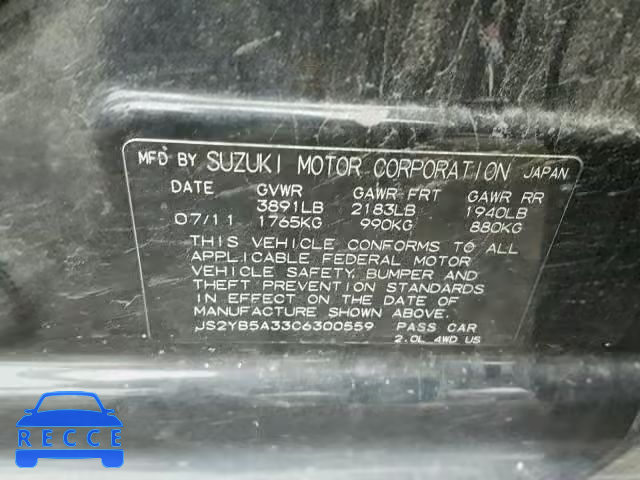 MFD BY SUZUKI MOTOR CORPORATION JAPAN
DATE GVWR GAWR FRT GAWR RR
3891LB 2183LB 1940LB
07/11 1765KG 990KG 880KG
THIS VEHICLE CONFORMS TO ALL
APPLICABLE FEDERAL MOTOR
VEHICLE SAFETY, BUMPER AND
THEFT PREVENTION STANDARDS
IN EFFECT ON THE DATE OF
MANUFACTURE SHOWN ABOVE.
JS2YB5A33C6300559 PASS CAR
2.0L 4WD US
RECCE